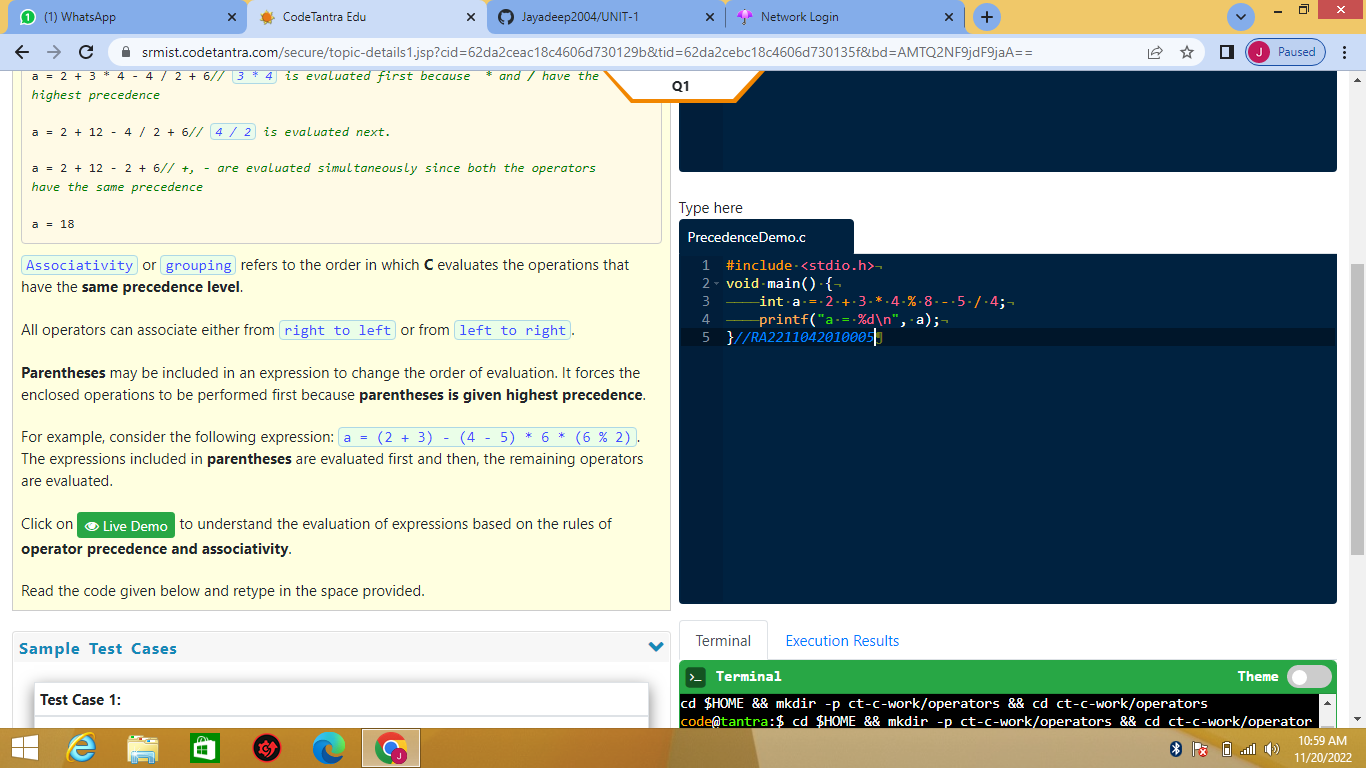 (1) WhatsApp
CodeTantra Edu
Jayadeep2004/UNIT-1
Network Login
srmist.codetantra.com/secure/topic-details1.jsp?cid=62da2ceac18c4606d730129b&tid=62da2cebc18c4606d730135f&bd=AMTQ2NF9jdF9jaA==
J Paused
a = 2 + 3 * 4 - 4 / 2 + 6// 3 * 4 is evaluated first because * and / have the
highest precedence
a = 2 + 12 - 4 / 2 + 6// 4 / 2 is evaluated next.
a = 2 + 12 - 2 + 6// +, - are evaluated simultaneously since both the operators
have the same precedence
a = 18
Associativity or grouping refers to the order in which C evaluates the operations that
have the same precedence level.
All operators can associate either from right to left or from left to right.
Parentheses may be included in an expression to change the order of evaluation. It forces the
enclosed operations to be performed first because parentheses is given highest precedence.
For example, consider the following expression: a = (2 + 3) - (4 - 5) * 6 * (6 % 2).
The expressions included in parentheses are evaluated first and then, the remaining operators
are evaluated.
Click on Live Demo to understand the evaluation of expressions based on the rules of
operator precedence and associativity.
Read the code given below and retype in the space provided.
Sample Test Cases
Test Case 1:
Q1
Type here
PrecedenceDemo.c
1 #include <stdio.h>
2 void main() {
3 int a = 2 + 3 * 4 % 8 - 5 / 4;
4 printf("a = %d\n", a);
5 }//RA2211042010005
Terminal
Execution Results
Terminal
Theme
cd $HOME && mkdir -p ct-c-work/operators && cd ct-c-work/operators
code@tantra:$ cd $HOME && mkdir -p ct-c-work/operators && cd ct-c-work/operator
10:59 AM
11/20/2022